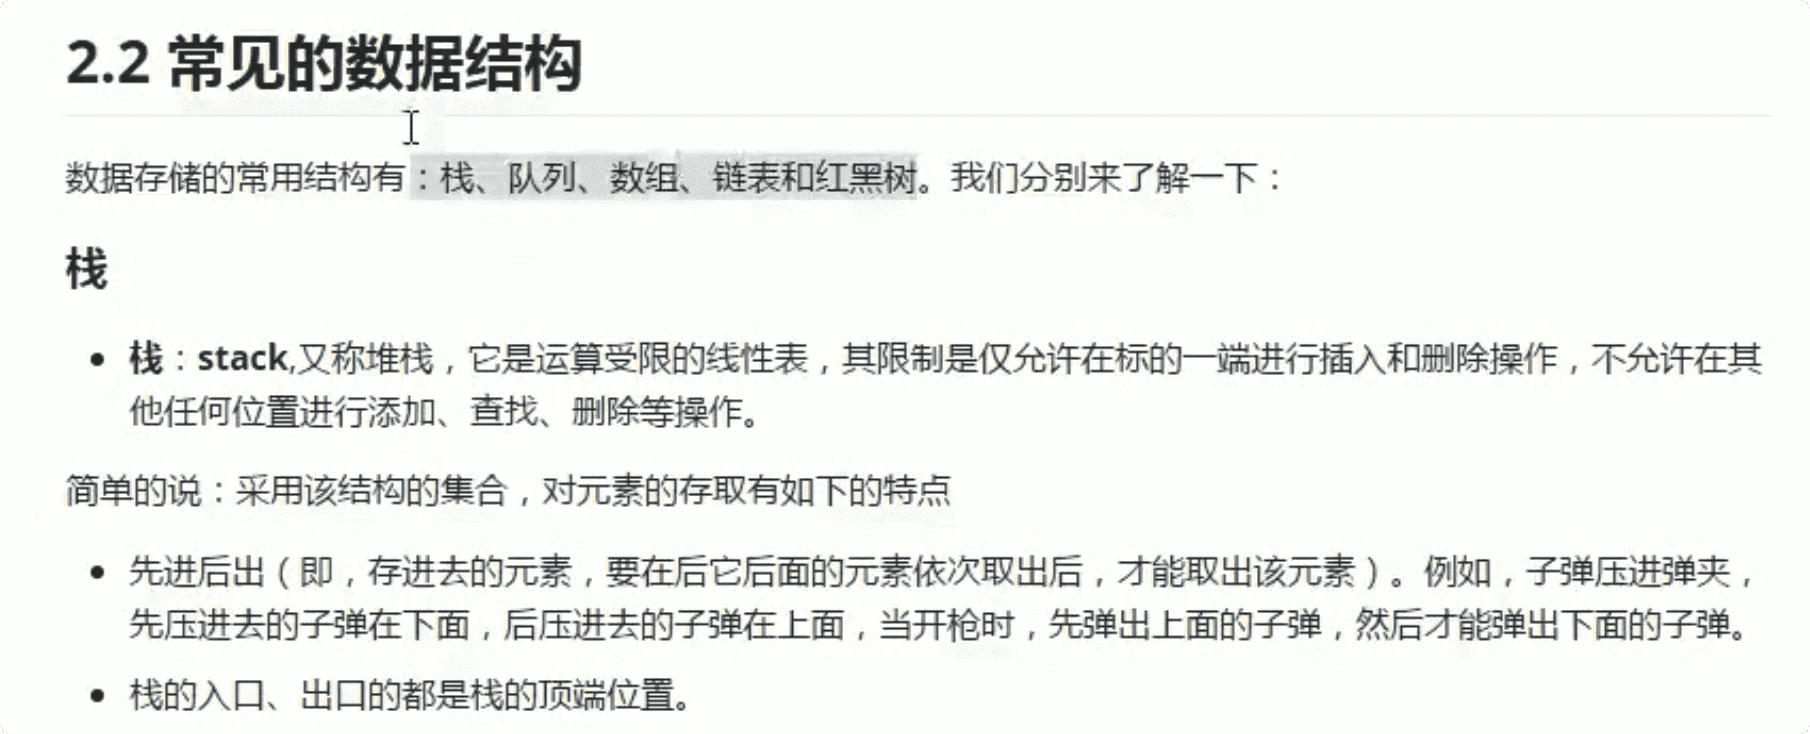 2.2 常见的数据结构
数据存储的常用结构有：栈、队列、数组、链表和红黑树。我们分别来了解一下：
栈
• 栈：stack,又称堆栈，它是运算受限的线性表，其限制是仅允许在标的一端进行插入和删除操作，不允许在其
他任何位置进行添加、查找、删除等操作。
简单的说：采用该结构的集合，对元素的存取有如下的特点
• 先进后出（即，存进去的元素，要在后它后面的元素依次取出后，才能取出该元素）。例如，子弹压进弹夹，
先压进去的子弹在下面，后压进去的子弹在上面，当开枪时，先弹出上面的子弹，然后才能弹出下面的子弹。
• 栈的入口、出口的都是栈的顶端位置。